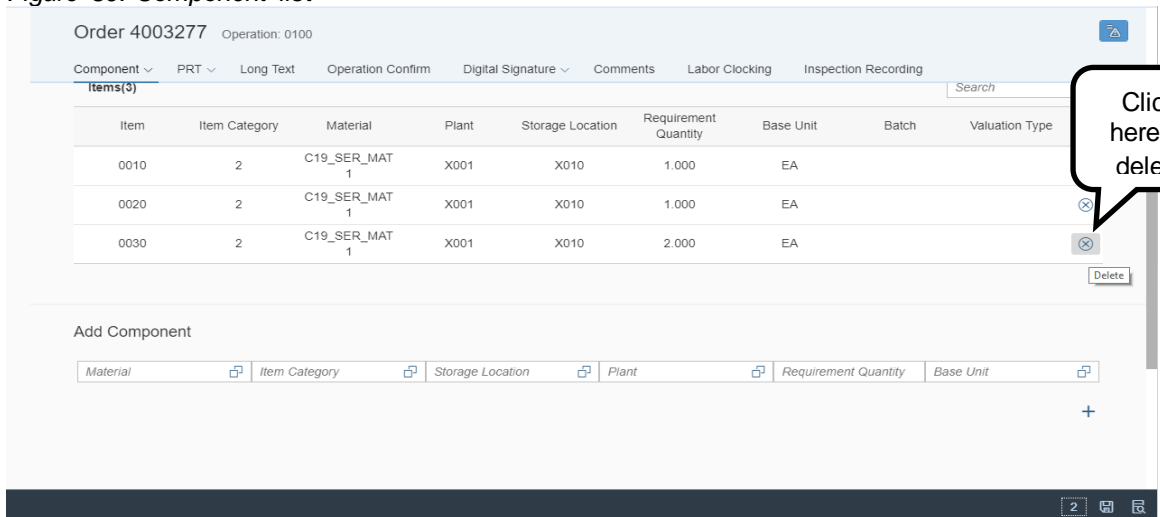 Order 4003277 Operation: 0100
Component PRT Long Text Operation Confirm Digital Signature Comments Labor Clocking Inspection Recording
Items(3) Search
Item Item Category Material Plant Storage Location Requirement Quantity Base Unit Batch Valuation Type
0010 2 C19_SER_MAT 1 X001 X010 1.000 EA
0020 2 C19_SER_MAT 1 X001 X010 1.000 EA
0030 2 C19_SER_MAT 1 X001 X010 2.000 EA
here
Delete
Add Component
Material Item Category Storage Location Plant Requirement Quantity Base Unit
2